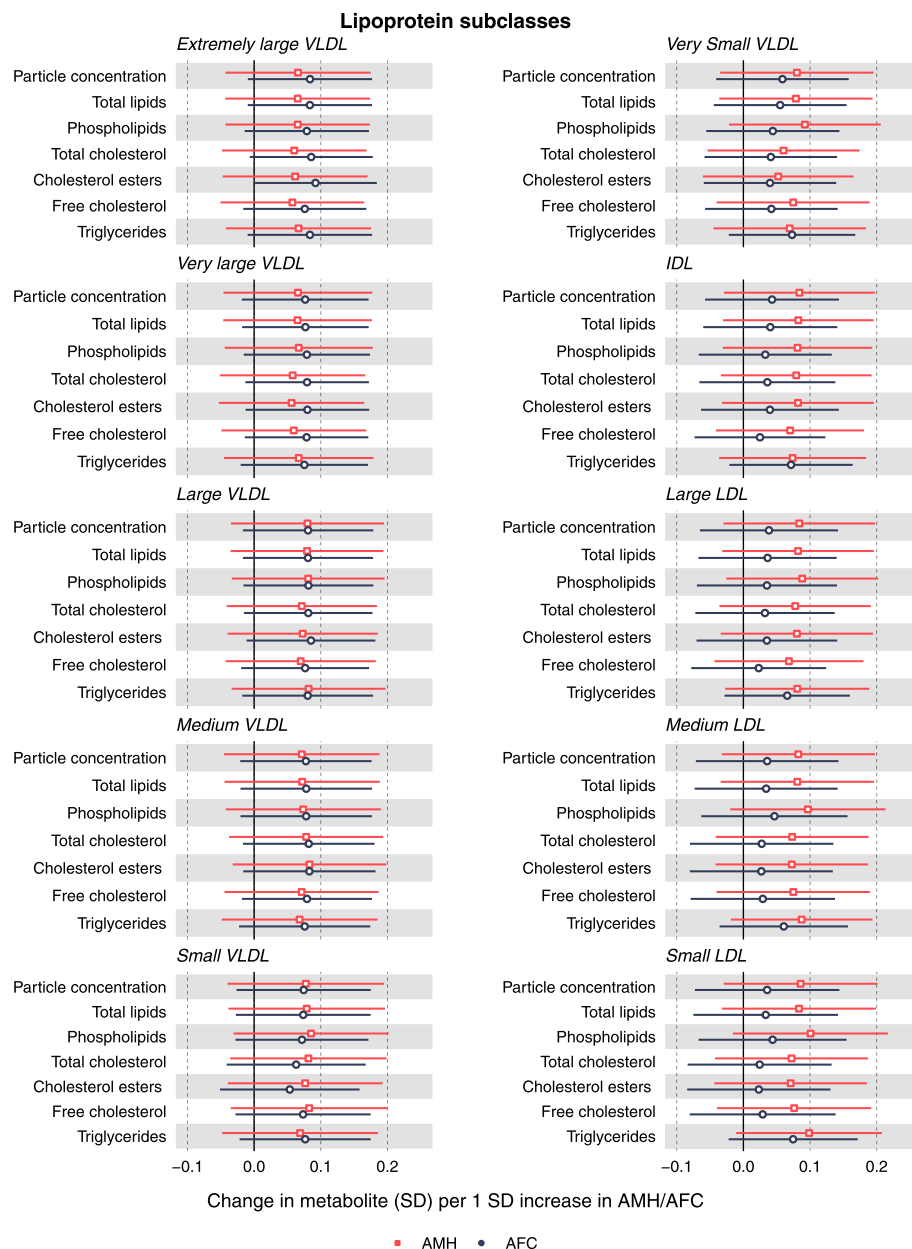 Lipoprotein subclasses
Extremely large VLDL
Particle concentration
Total lipids
Phospholipids
Total cholesterol
Cholesterol esters
Free cholesterol
Triglycerides
Very large VLDL
Particle concentration
Total lipids
Phospholipids
Total cholesterol
Cholesterol esters
Free cholesterol
Triglycerides
Large VLDL
Particle concentration
Total lipids
Phospholipids
Total cholesterol
Cholesterol esters
Free cholesterol
Triglycerides
Medium VLDL
Particle concentration
Total lipids
Phospholipids
Total cholesterol
Cholesterol esters
Free cholesterol
Triglycerides
Small VLDL
Particle concentration
Total lipids
Phospholipids
Total cholesterol
Cholesterol esters
Free cholesterol
Triglycerides
−0.1 0.0 0.1 0.2
Very Small VLDL
Particle concentration
Total lipids
Phospholipids
Total cholesterol
Cholesterol esters
Free cholesterol
Triglycerides
IDL
Particle concentration
Total lipids
Phospholipids
Total cholesterol
Cholesterol esters
Free cholesterol
Triglycerides
Large LDL
Particle concentration
Total lipids
Phospholipids
Total cholesterol
Cholesterol esters
Free cholesterol
Triglycerides
Medium LDL
Particle concentration
Total lipids
Phospholipids
Total cholesterol
Cholesterol esters
Free cholesterol
Triglycerides
Small LDL
Particle concentration
Total lipids
Phospholipids
Total cholesterol
Cholesterol esters
Free cholesterol
Triglycerides
−0.1 0.0 0.1 0.2
Change in metabolite (SD) per 1 SD increase in AMH/AFC
AMH AFC